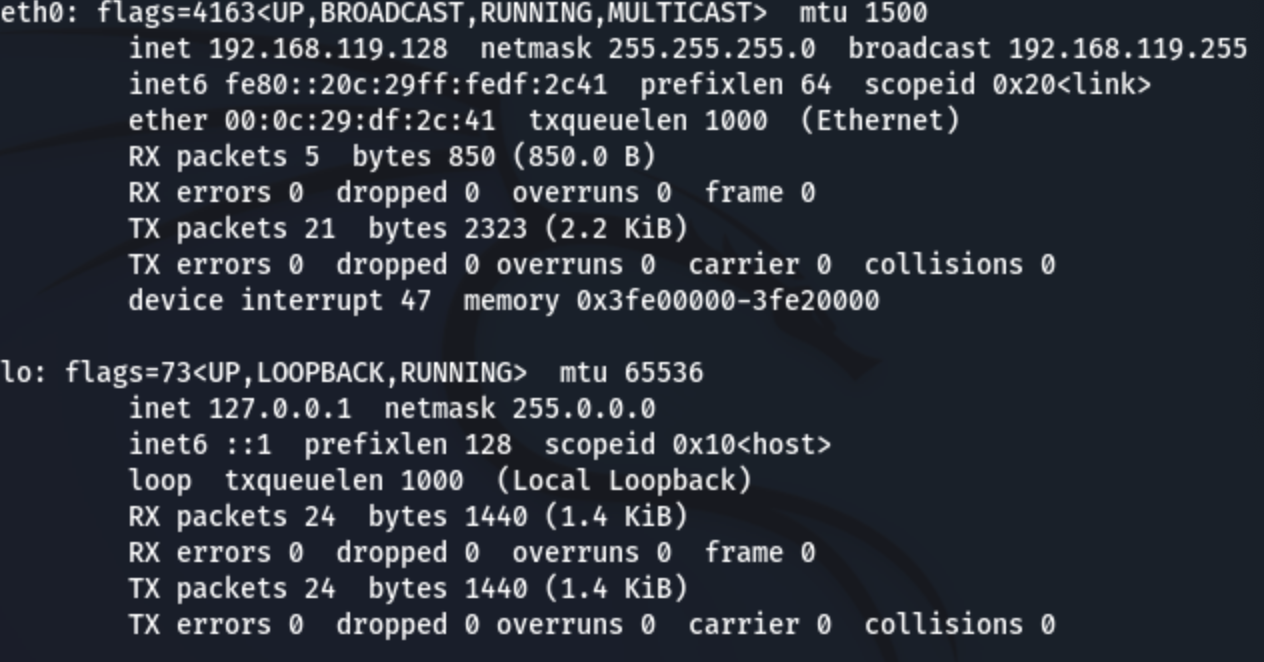 eth0: flags=4163<UP,BROADCAST,RUNNING,MULTICAST>  mtu 1500
        inet 192.168.119.128  netmask 255.255.255.0  broadcast 192.168.119.255
        inet6 fe80::20c:29ff:fedf:2c41  prefixlen 64  scopeid 0x20<link>
        ether 00:0c:29:df:2c:41  txqueuelen 1000  (Ethernet)
        RX packets 5  bytes 850 (850.0 B)
        RX errors 0  dropped 0  overruns 0  frame 0
        TX packets 21  bytes 2323 (2.2 KiB)
        TX errors 0  dropped 0 overruns 0  carrier 0  collisions 0
        device interrupt 47  memory 0x3fe00000-3fe20000

lo: flags=73<UP,LOOPBACK,RUNNING>  mtu 65536
        inet 127.0.0.1  netmask 255.0.0.0
        inet6 ::1  prefixlen 128  scopeid 0x10<host>
        loop  txqueuelen 1000  (Local Loopback)
        RX packets 24  bytes 1440 (1.4 KiB)
        RX errors 0  dropped 0  overruns 0  frame 0
        TX packets 24  bytes 1440 (1.4 KiB)
        TX errors 0  dropped 0 overruns 0  carrier 0  collisions 0